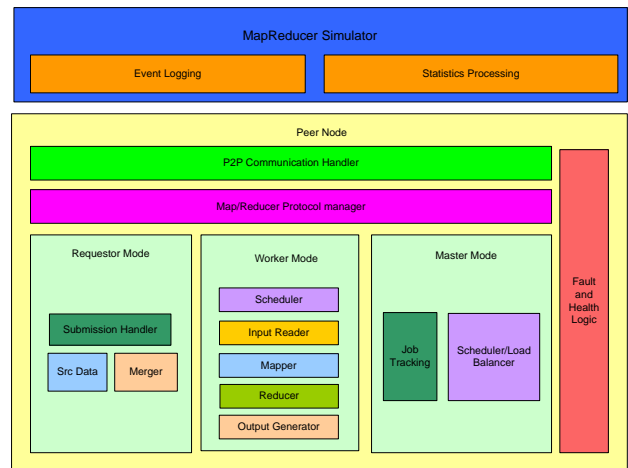 MapReducer Simulator
Event Logging
Statistics Processing
Peer Node
P2P Communication Handler
Map/Reducer Protocol manager
Requestor Mode
Submission Handler
Src Data
Merger
Worker Mode
Scheduler
Input Reader
Mapper
Reducer
Output Generator
Master Mode
Job
Tracking
Scheduler/Load
Balancer
Fault
and
Health
Logic